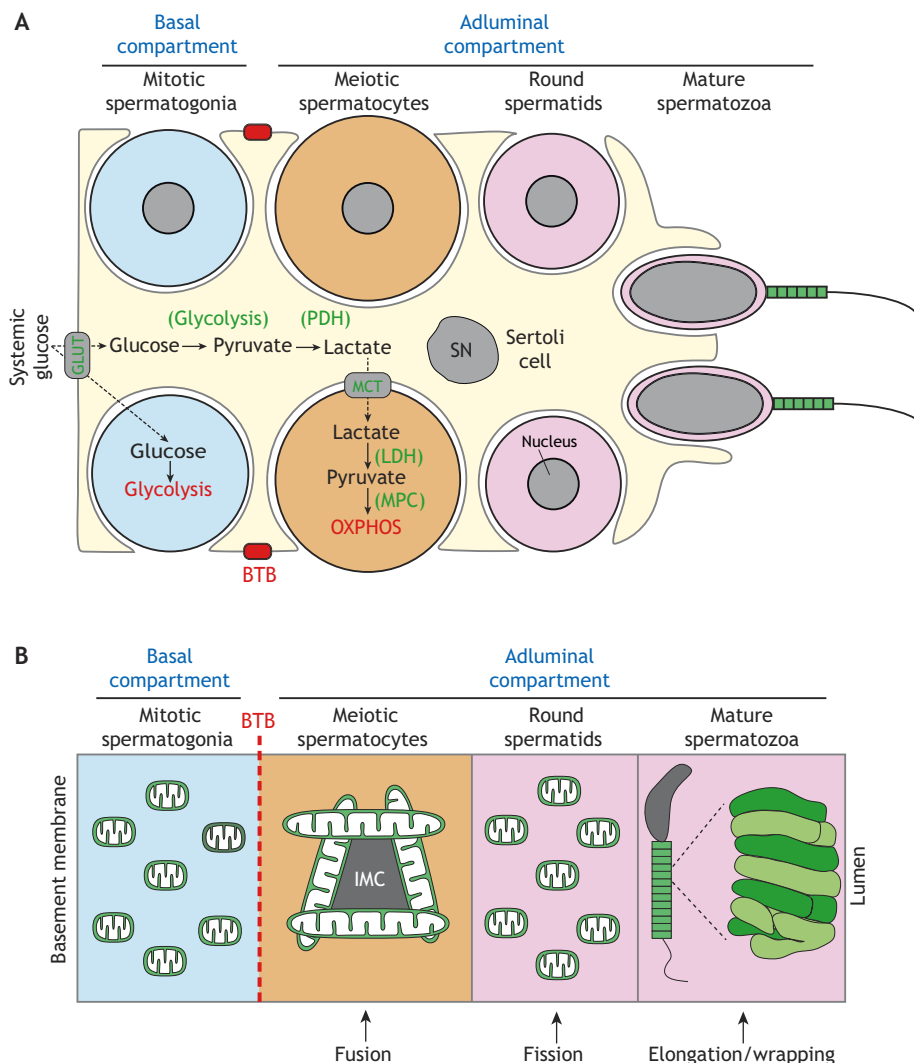 A
Basal
compartment
Adluminal
compartment
Mitotic
spermatogonia
Meiotic
spermatocytes
Round
spermatids
Mature
spermatozoa
Systemic
glucose
GLUT
(Glycolysis)
(PDH)
Glucose
Pyruvate
Lactate
SN
Sertoli
cell
MCT
Glucose
Glycolysis
Lactate
(LDH)
Pyruvate
(MPC)
OXPHOS
Nucleus
BTB
B
Basal
compartment
Adluminal
compartment
Mitotic
spermatogonia
BTB
Meiotic
spermatocytes
Round
spermatids
Mature
spermatozoa
Basement membrane
IMC
Lumen
Fusion
Fission
Elongation/wrapping